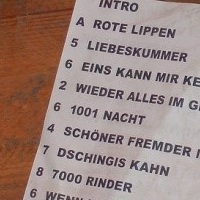 INTRO
A ROTE LIPPEN
5 LIEBESKUMMER
6 EINS KANN MIR
2 WIEDER ALLES IM
6 1001 NACHT
4 SCHÖNER FREMDER
7 DSCHINGIS KAHN
8 7000 RINDER
6